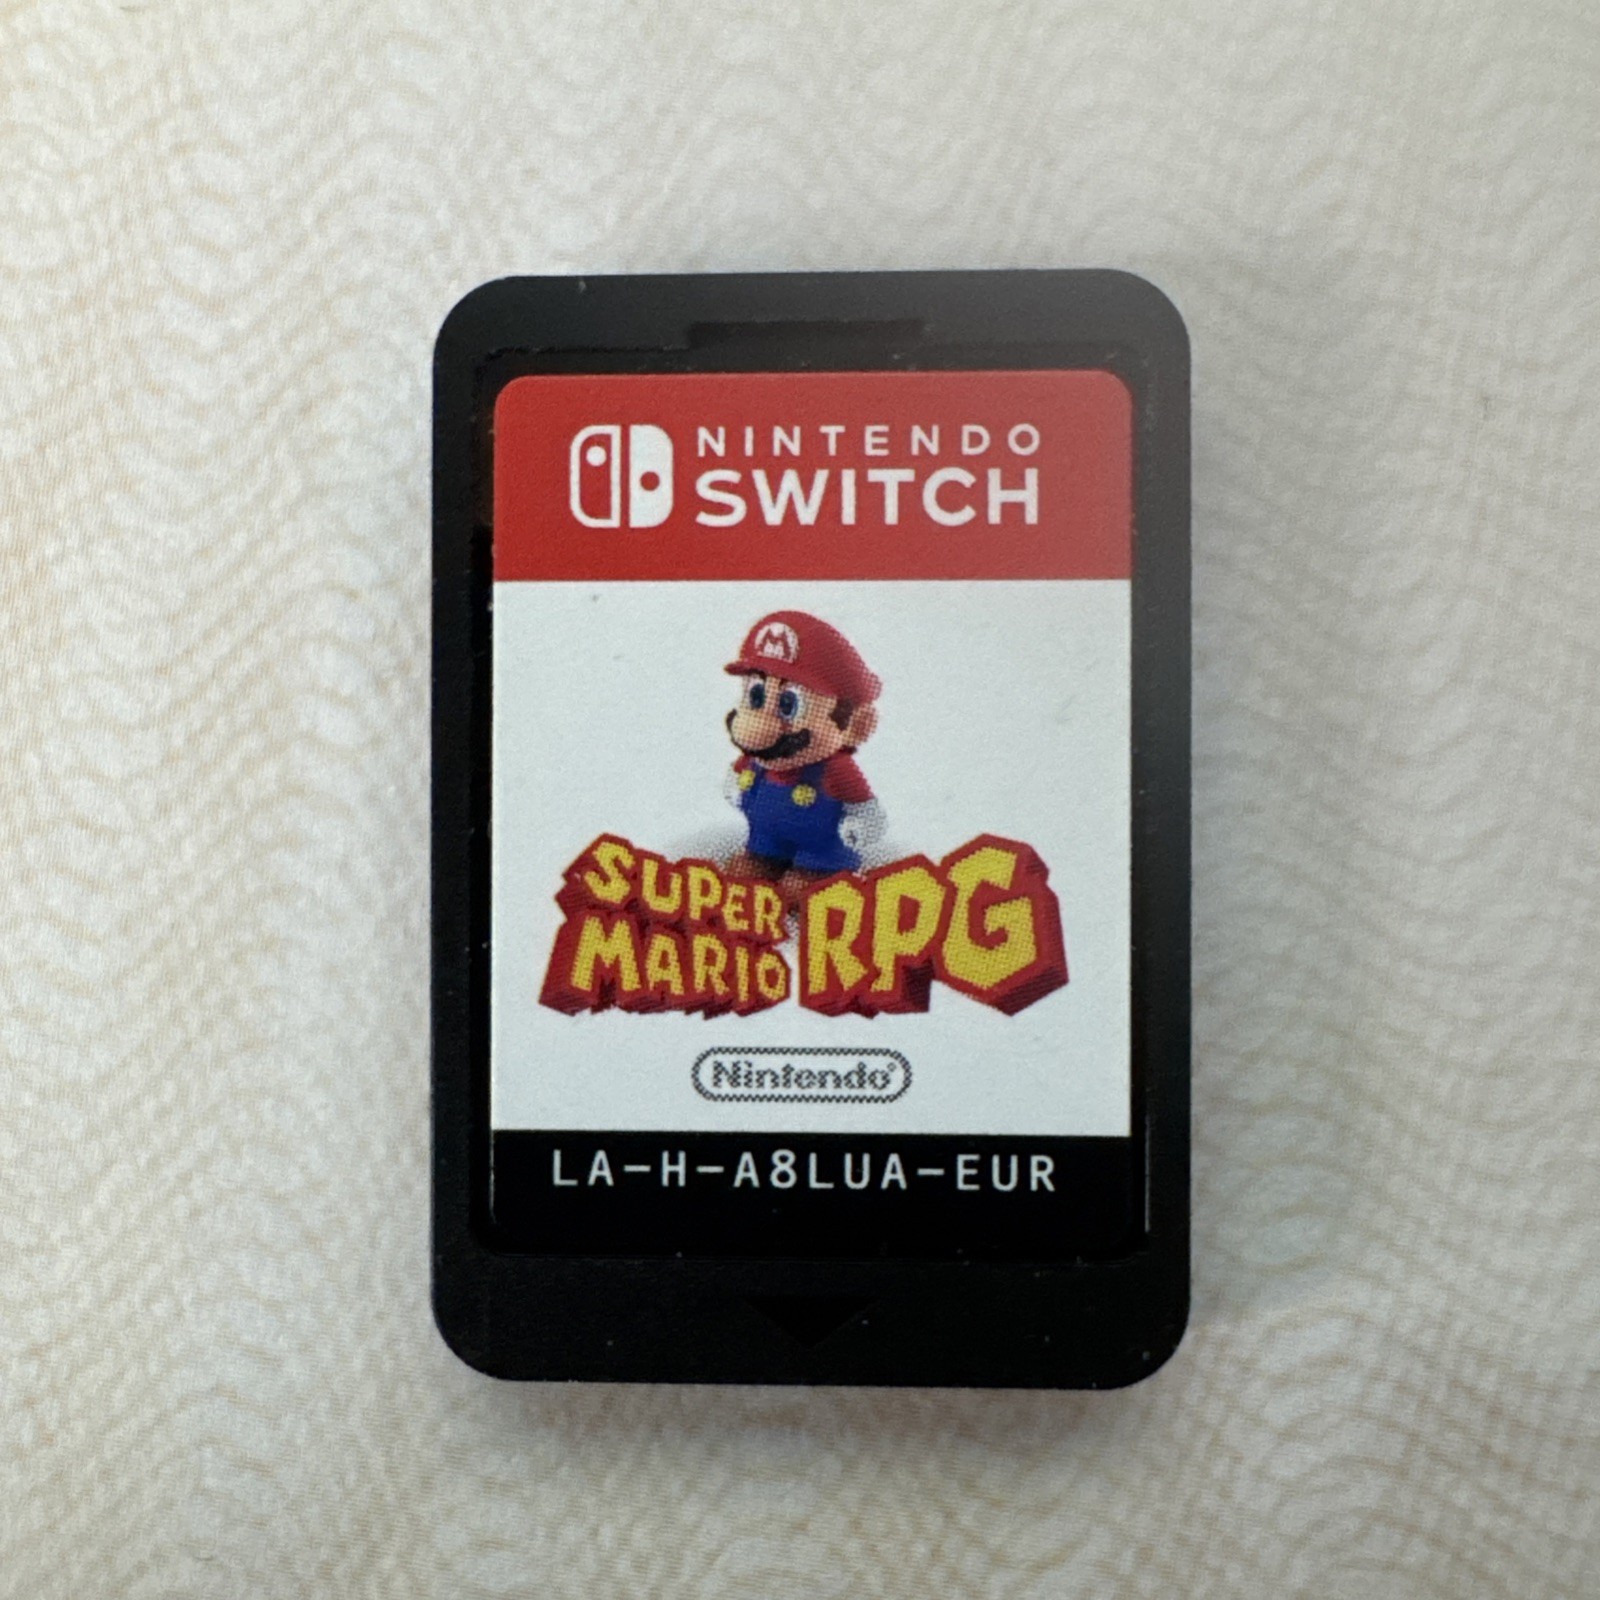 NINTENDO
SWITCH
M
SUPER
MARIO RPG
Nintendo®
LA-H-A8LUA-EUR